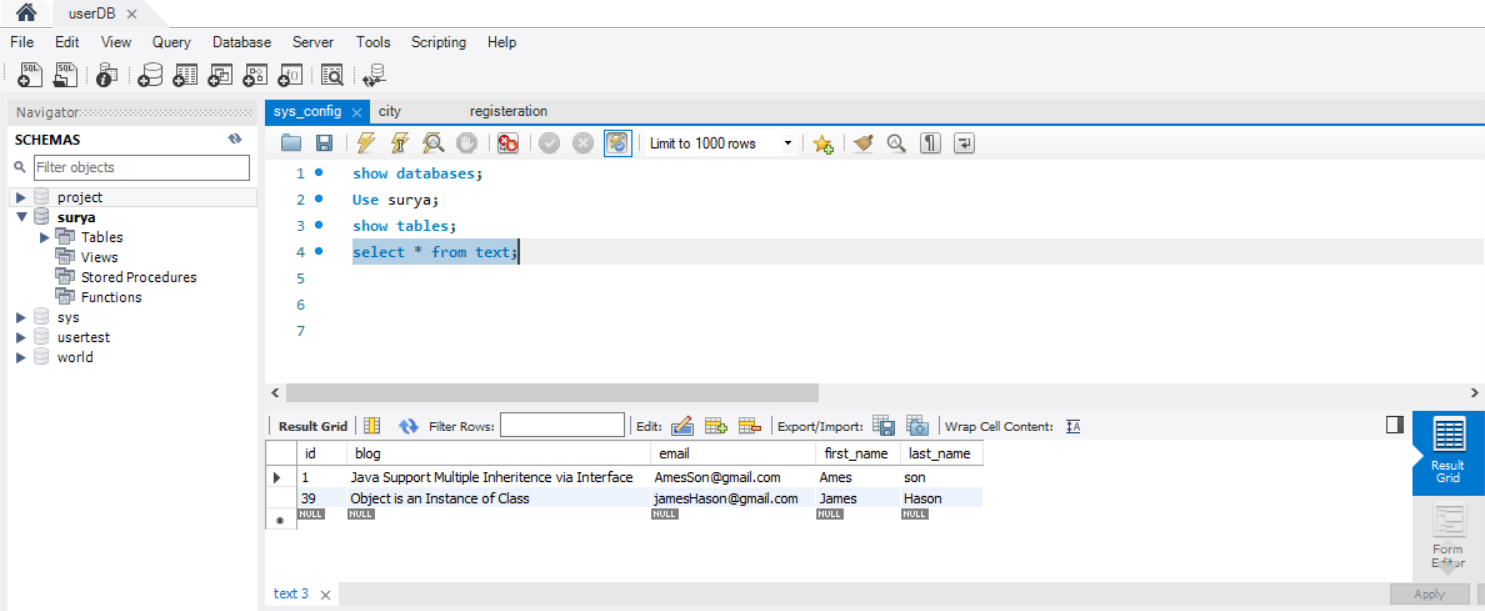 userDB
File Edit View Query Database Server Tools Scripting Help
Navigator
SCHEMAS
Filter objects
project
surya
Tables
Views
Stored Procedures
Functions
sys
usertest
world
sys_config city registeration
Limit to 1000 rows
1 show databases;
2 Use surya;
3 show tables;
4 select * from text;
5
6
7
Result Grid Filter Rows: Edit: Export/Import: Wrap Cell Content:
id blog email first_name last_name
1 Java Support Multiple Inheritence via Interface AmesSon@gmail.com Ames son
39 Object is an Instance of Class jamesHason@gmail.com James Hason
NULL NULL NULL NULL NULL
Result
Grid
Form
Editor
text 3
Apply